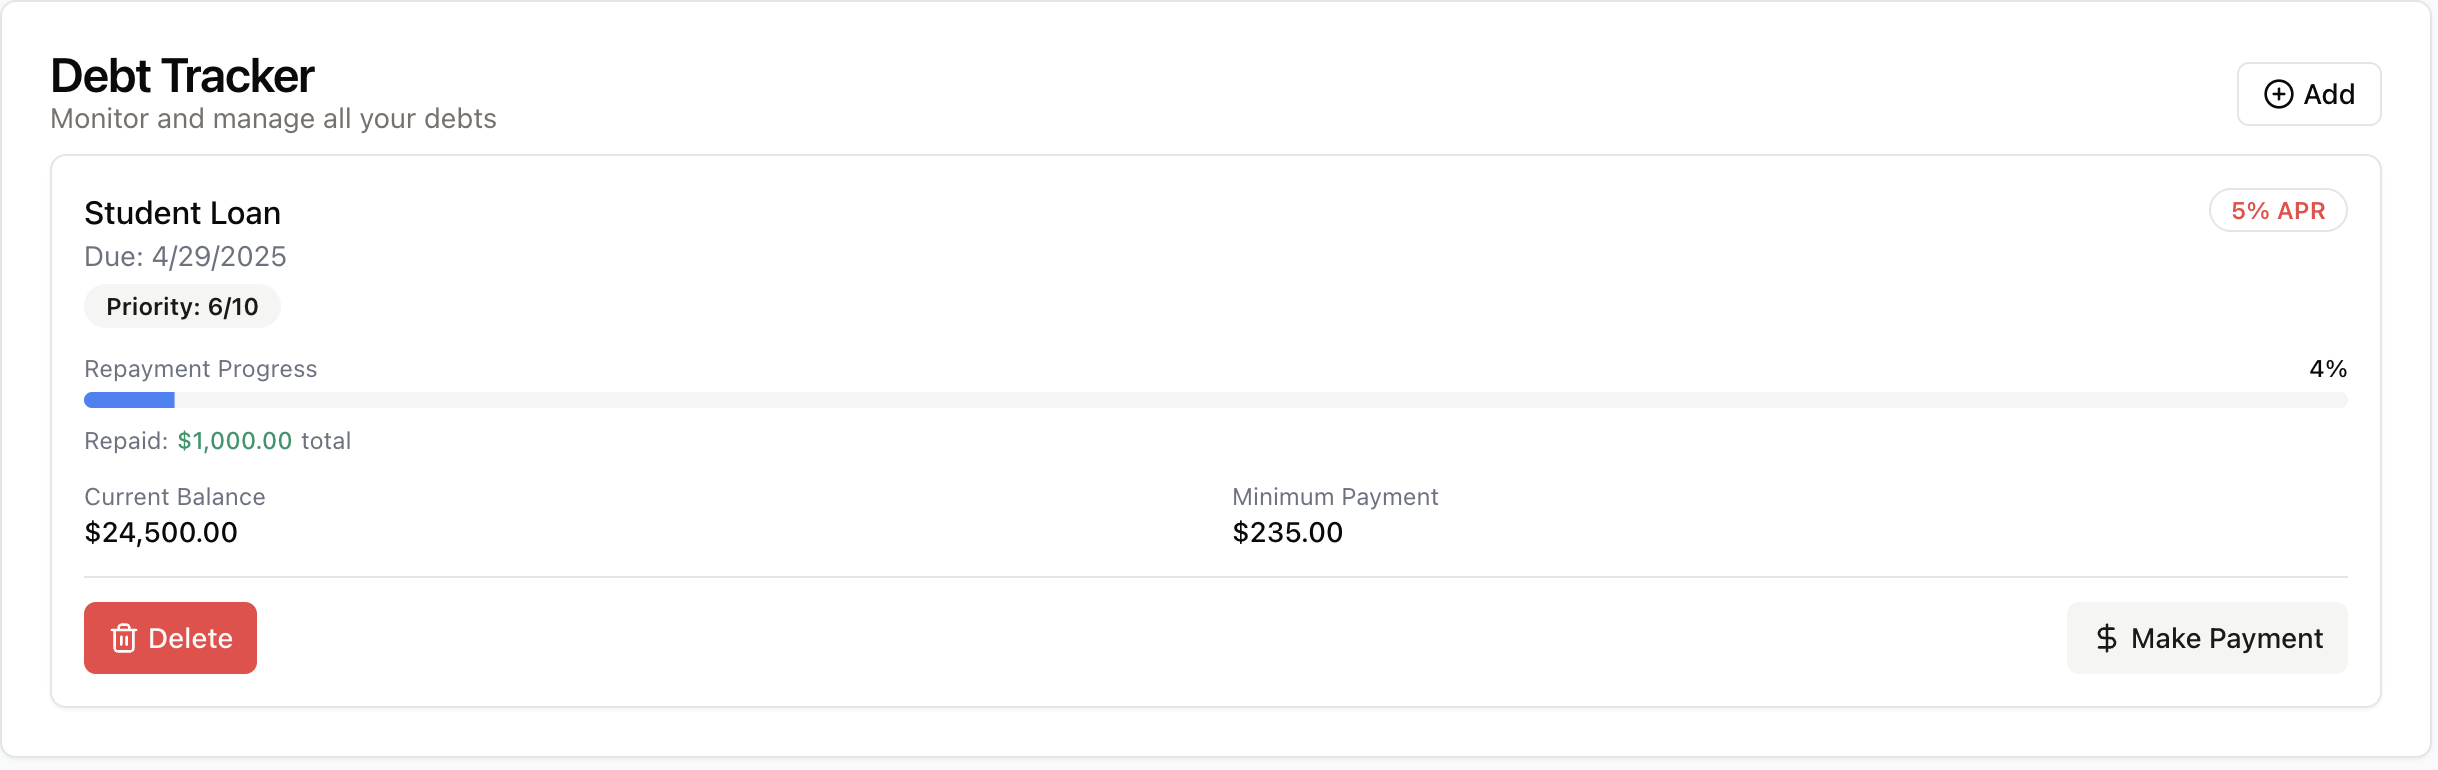 Debt Tracker
Monitor and manage all your debts
Add
Student Loan
5% APR
Due: 4/29/2025
Priority: 6/10
Repayment Progress
4%
Repaid: $1,000.00 total
Current Balance
$24,500.00
Minimum Payment
$235.00
Delete
$ Make Payment